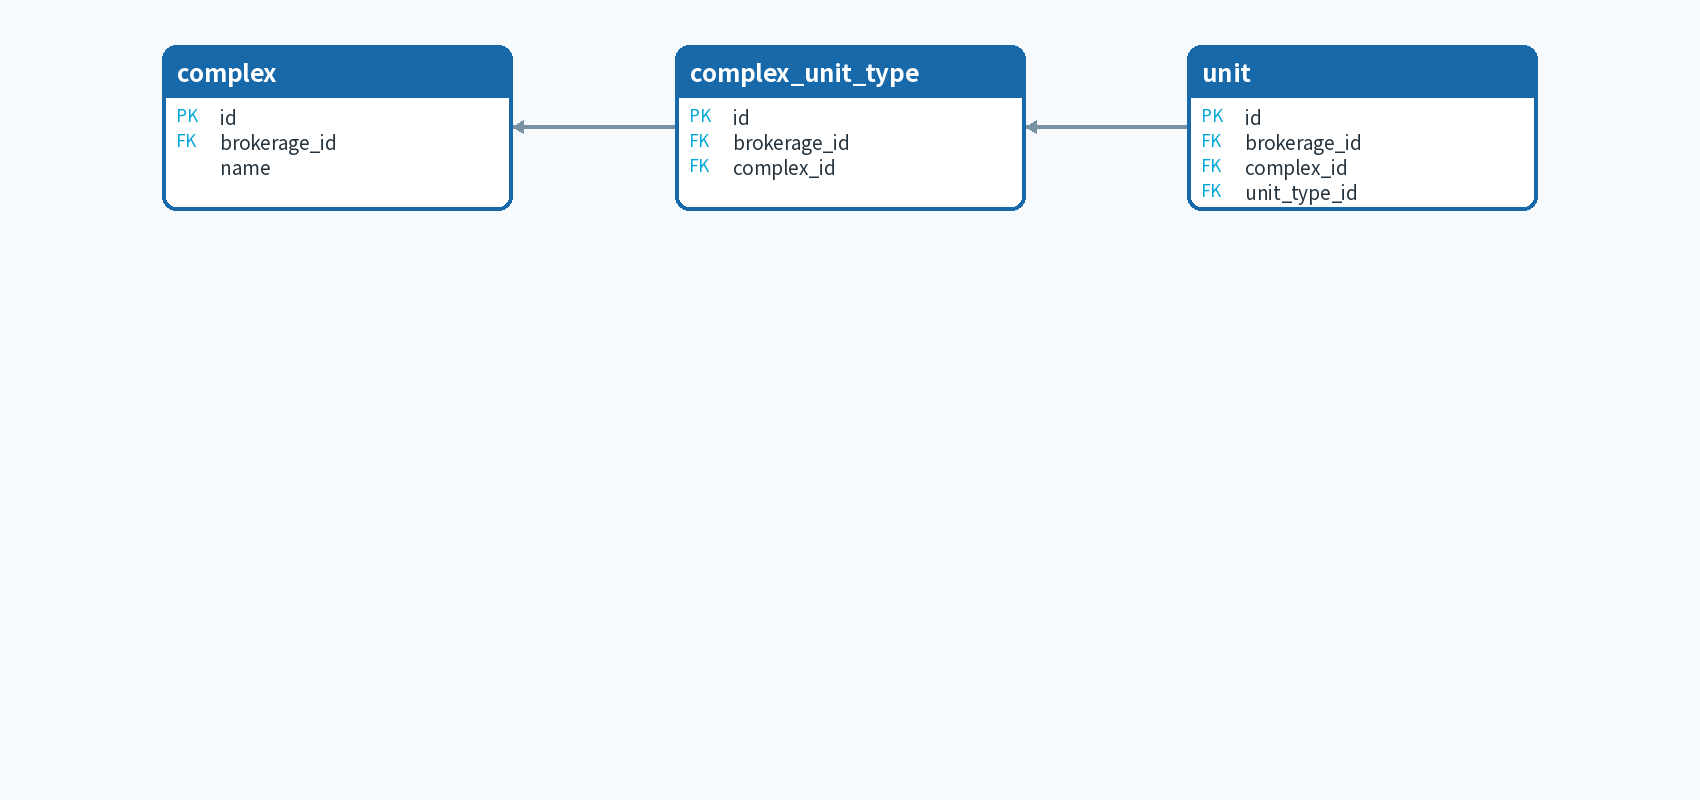 complex
PK id
FK brokerage_id
name
complex_unit_type
PK id
FK brokerage_id
FK complex_id
unit
PK id
FK brokerage_id
FK complex_id
FK unit_type_id